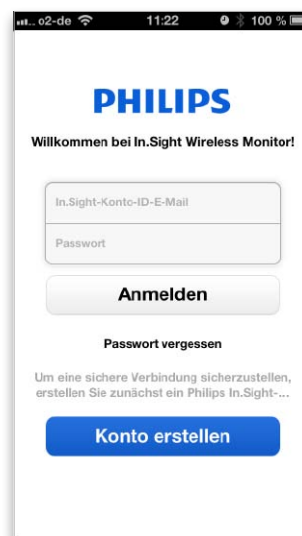 o2-de 11:22 100 %
PHILIPS
Willkommen bei In.Sight Wireless Monitor!
In.Sight-Konto-ID-E-Mail
Passwort
Anmelden
Passwort vergessen
Um eine sichere Verbindung sicherzustellen,
erstellen Sie zunächst ein Philips In.Sight-...
Konto erstellen